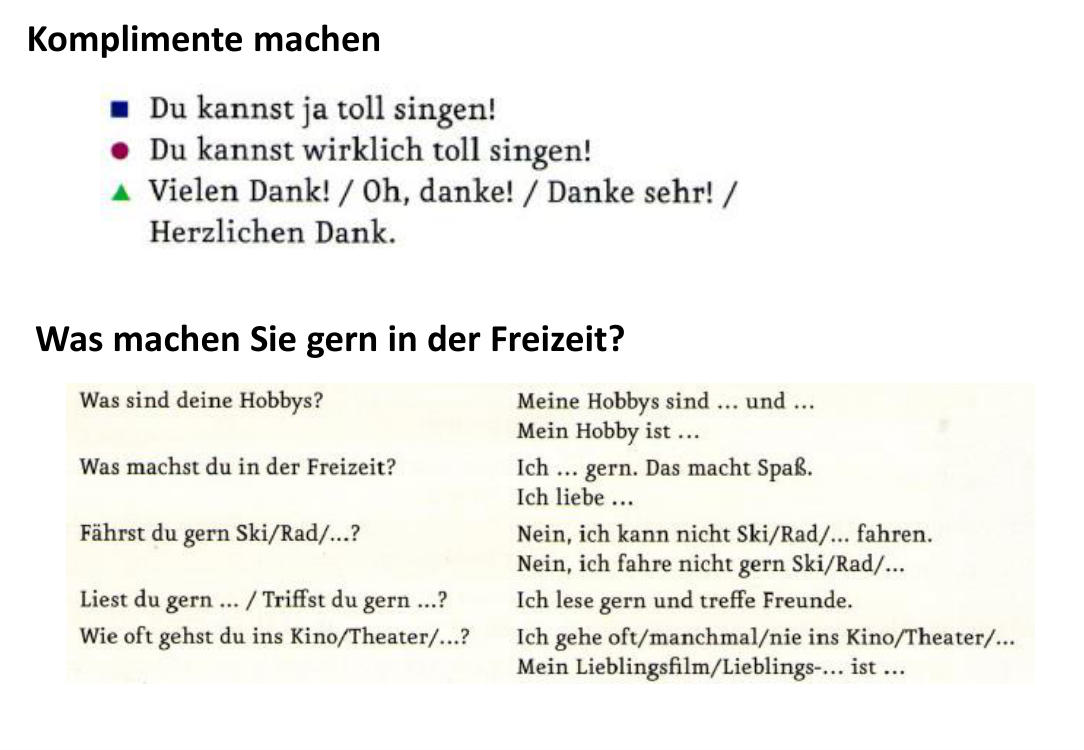 Komplimente machen
Du kannst ja toll singen!
Du kannst wirklich toll singen!
Vielen Dank! / Oh, danke! / Danke sehr! /
Herzlichen Dank.
Was machen Sie gern in der Freizeit?
Was sind deine Hobbys? Meine Hobbys sind ... und ...
Mein Hobby ist ...
Was machst du in der Freizeit? Ich ... gern. Das macht Spaß.
Ich liebe ...
Fährst du gern Ski/Rad/...? Nein, ich kann nicht Ski/Rad/... fahren.
Nein, ich fahre nicht gern Ski/Rad/...
Liest du gern ... / Triffst du gern ...? Ich lese gern und treffe Freunde.
Wie oft gehst du ins Kino/Theater/...? Ich gehe oft/manchmal/nie ins Kino/Theater/...
Mein Lieblingsfilm/Lieblings-... ist ...